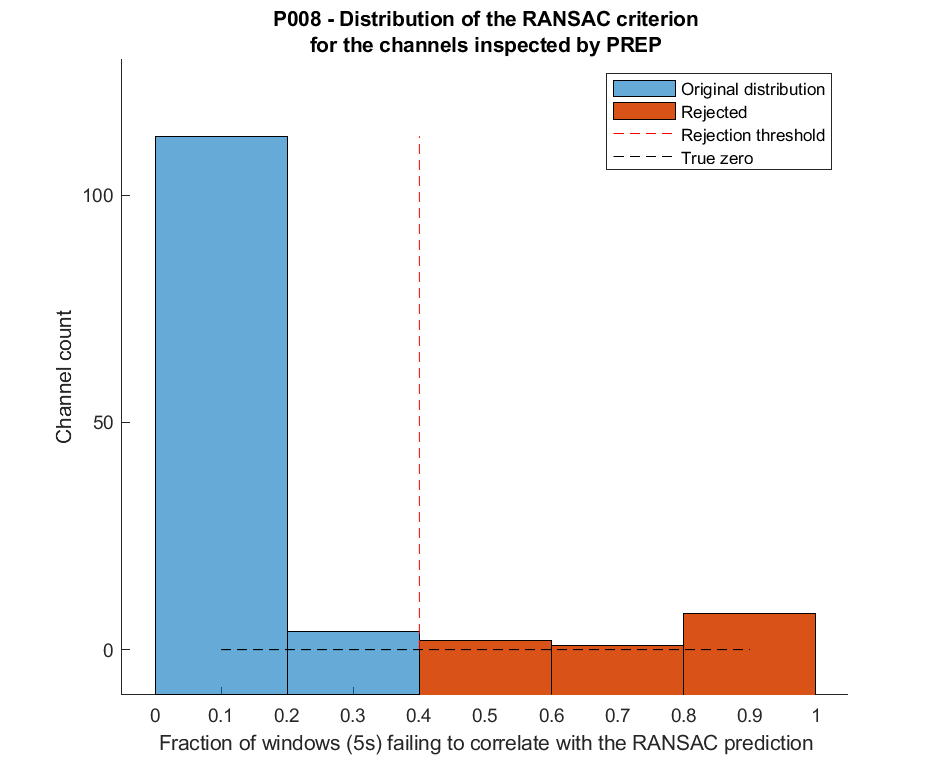 P008 - Distribution of the RANSAC criterion
for the channels inspected by PREP
Original distribution
Rejected
Rejection threshold
True zero
Channel count
100
50
0
0 0.1 0.2 0.3 0.4 0.5 0.6 0.7 0.8 0.9 1
Fraction of windows (5s) failing to correlate with the RANSAC prediction